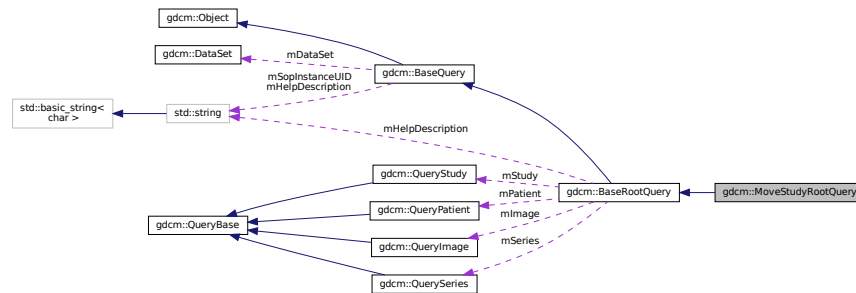 gdcm::Object
gdcm::DataSet
mDataSet
gdcm::BaseQuery
mSopInstanceUID
mHelpDescription
std::basic_string<
char >
std::string
mHelpDescription
gdcm::QueryStudy
mStudy
gdcm::BaseRootQuery
gdcm::MoveStudyRootQuery
mPatient
gdcm::QueryPatient
mImage
gdcm::QueryBase
gdcm::QueryImage
mSeries
gdcm::QuerySeries